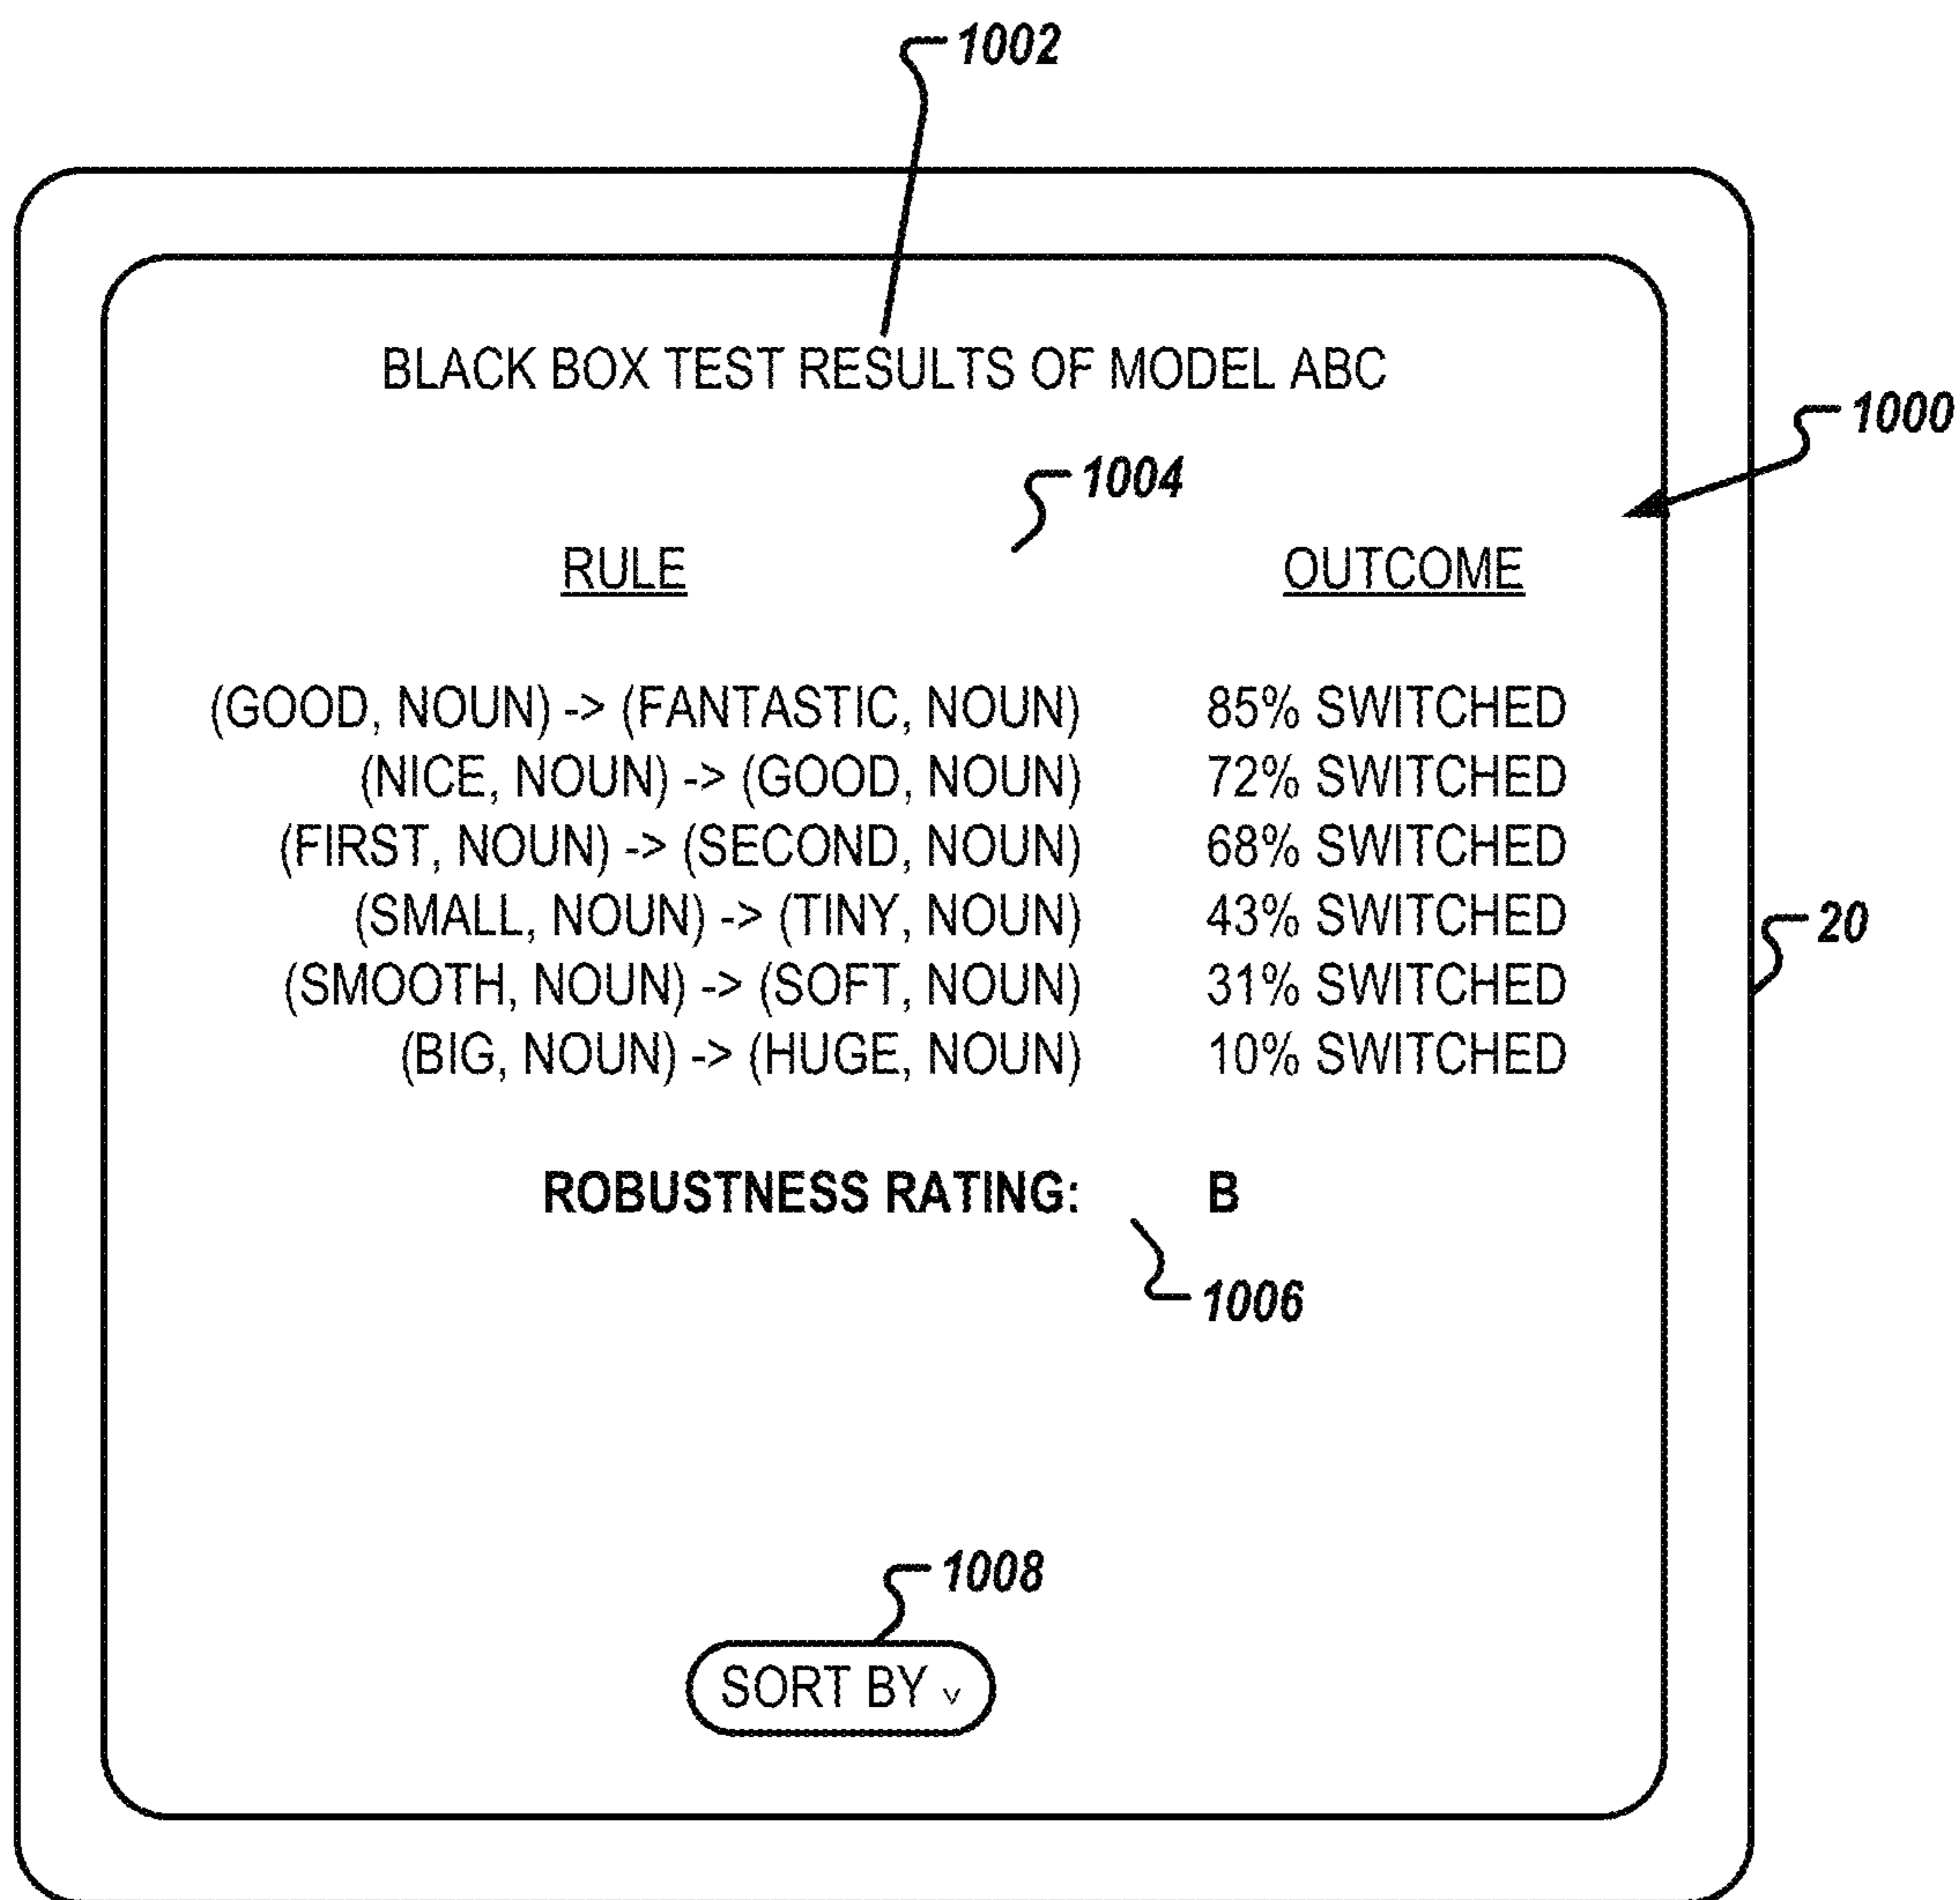 1002
BLACK BOX TEST RESULTS OF MODEL ABC
1000
1004
RULE OUTCOME
(GOOD, NOUN) -> (FANTASTIC, NOUN) 85% SWITCHED
(NICE, NOUN) -> (GOOD, NOUN) 72% SWITCHED
(FIRST, NOUN) -> (SECOND, NOUN) 68% SWITCHED
(SMALL, NOUN) -> (TINY, NOUN) 43% SWITCHED
20
(SMOOTH, NOUN) -> (SOFT, NOUN) 31% SWITCHED
(BIG, NOUN) -> (HUGE, NOUN) 10% SWITCHED
ROBUSTNESS RATING: B
1006
1008
SORT BY v